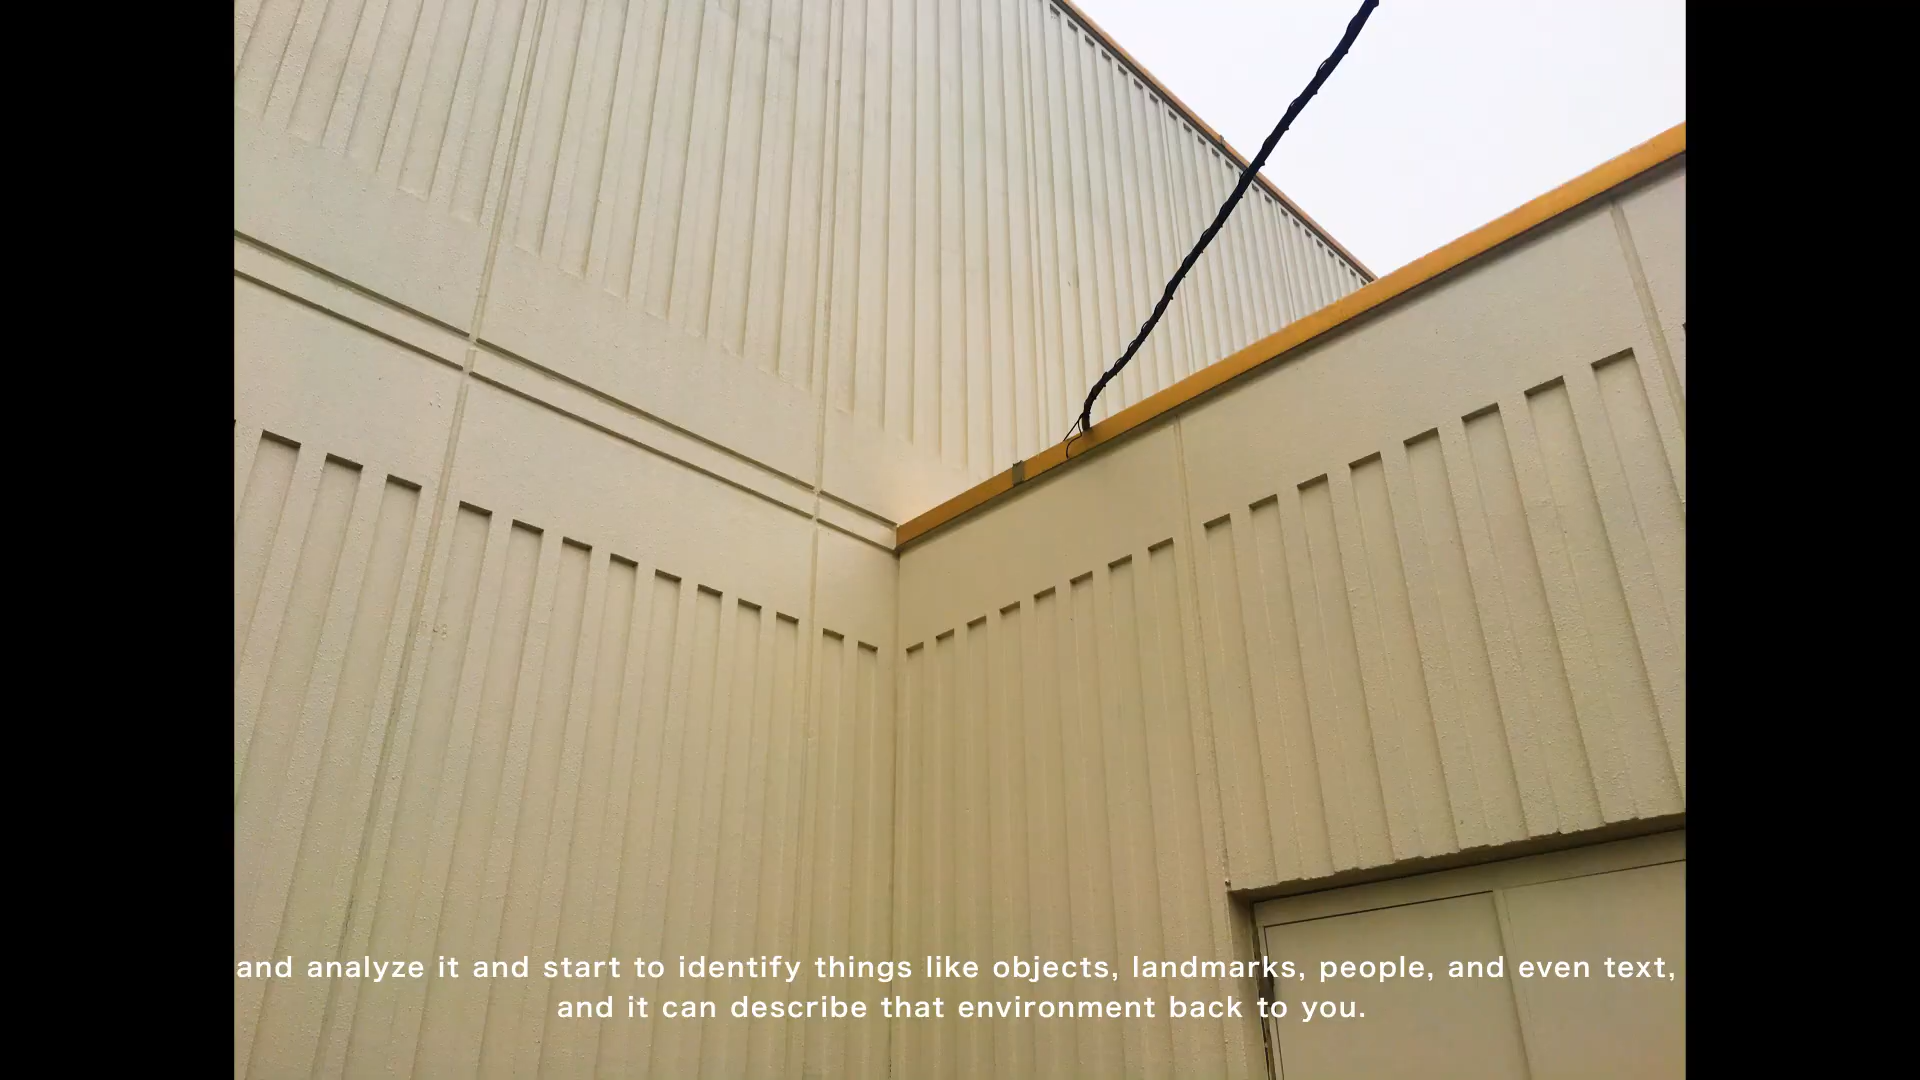 and analyze it and start to identify things like objects, landmarks, people, and even text,
and it can describe that environment back to you.